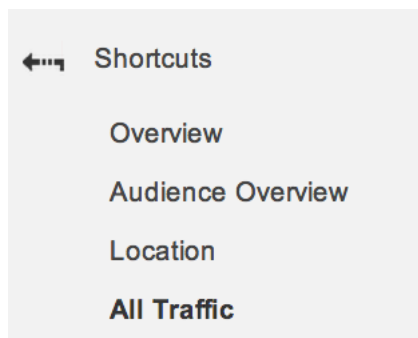 Shortcuts
Overview
Audience Overview
Location
All Traffic